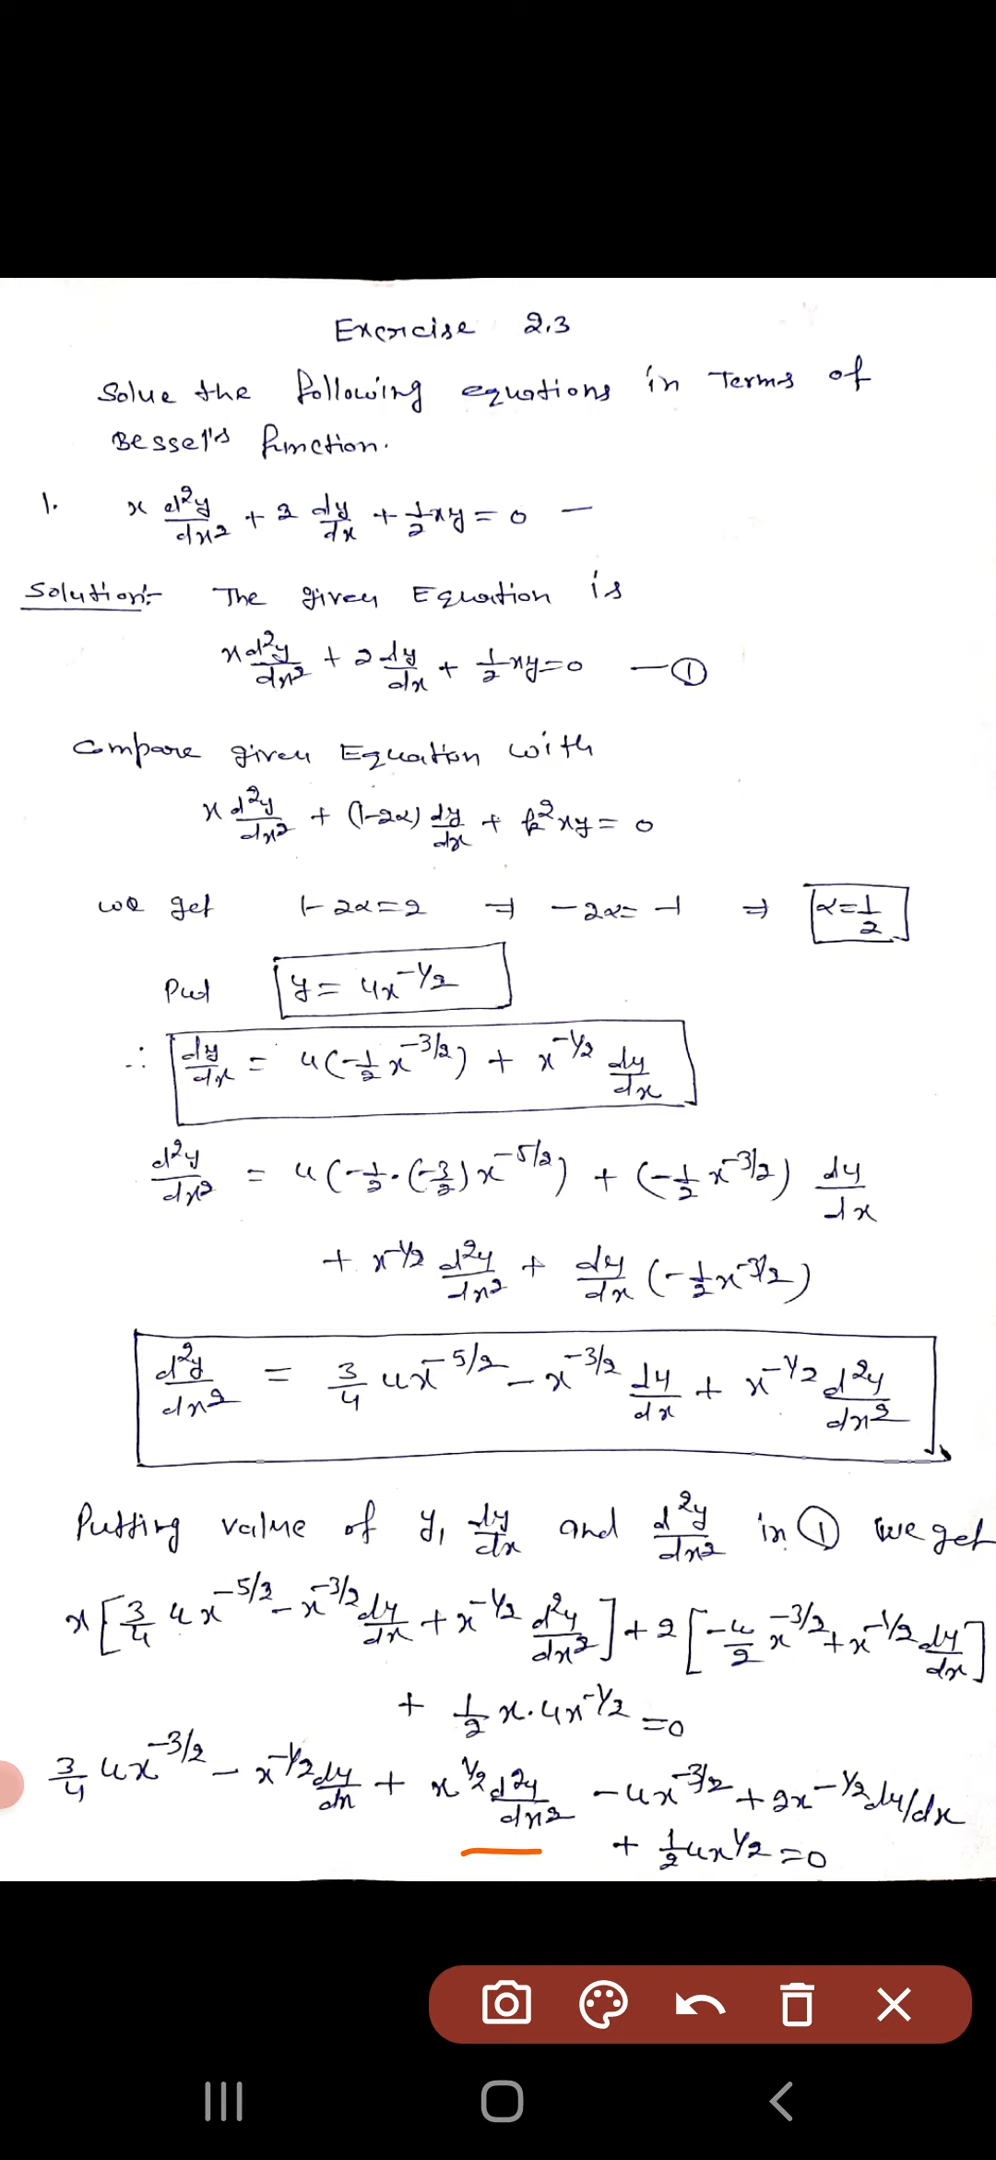 Exercise 2.3
Solve the following equations in Terms of
Bessel's function.
1. x d²y/dx² + 2 dy/dx + 1/2 xy = 0 —
Solution:- The given Equation is
x d²y/dx² + 2 dy/dx + 1/2 xy = 0 —①
Compare given Equation with
x d²y/dx² + (1-2α) dy/dx + k² xy = 0
we get 1-2α=2 ⇒ -2α= -1 ⇒ α=1/2
Put y = ux^-1/2
∴ dy/dx = u(-1/2 x^-3/2) + x^-1/2 du/dx
d²y/dx² = u(-1/2·(-3/2) x^-5/2) + (-1/2 x^-3/2) du/dx
+ x^-1/2 d²u/dx² + du/dx (-1/2 x^-3/2)
d²y/dx² = 3/4 ux^-5/2 - x^-3/2 du/dx + x^-1/2 d²u/dx²
Putting value of y, dy/dx and d²y/dx² in ① we get
x[3/4 u x^-5/2 - x^-3/2 du/dx + x^-1/2 d²u/dx²] + 2[-u/2 x^-3/2 + x^-1/2 du/dx]
+ 1/2 x·ux^-1/2 = 0
3/4 ux^-3/2 - x^-1/2 du/dx + x^1/2 d²u/dx² - ux^-3/2 + 2x^-1/2 du/dx
+ 1/2 ux^1/2 = 0